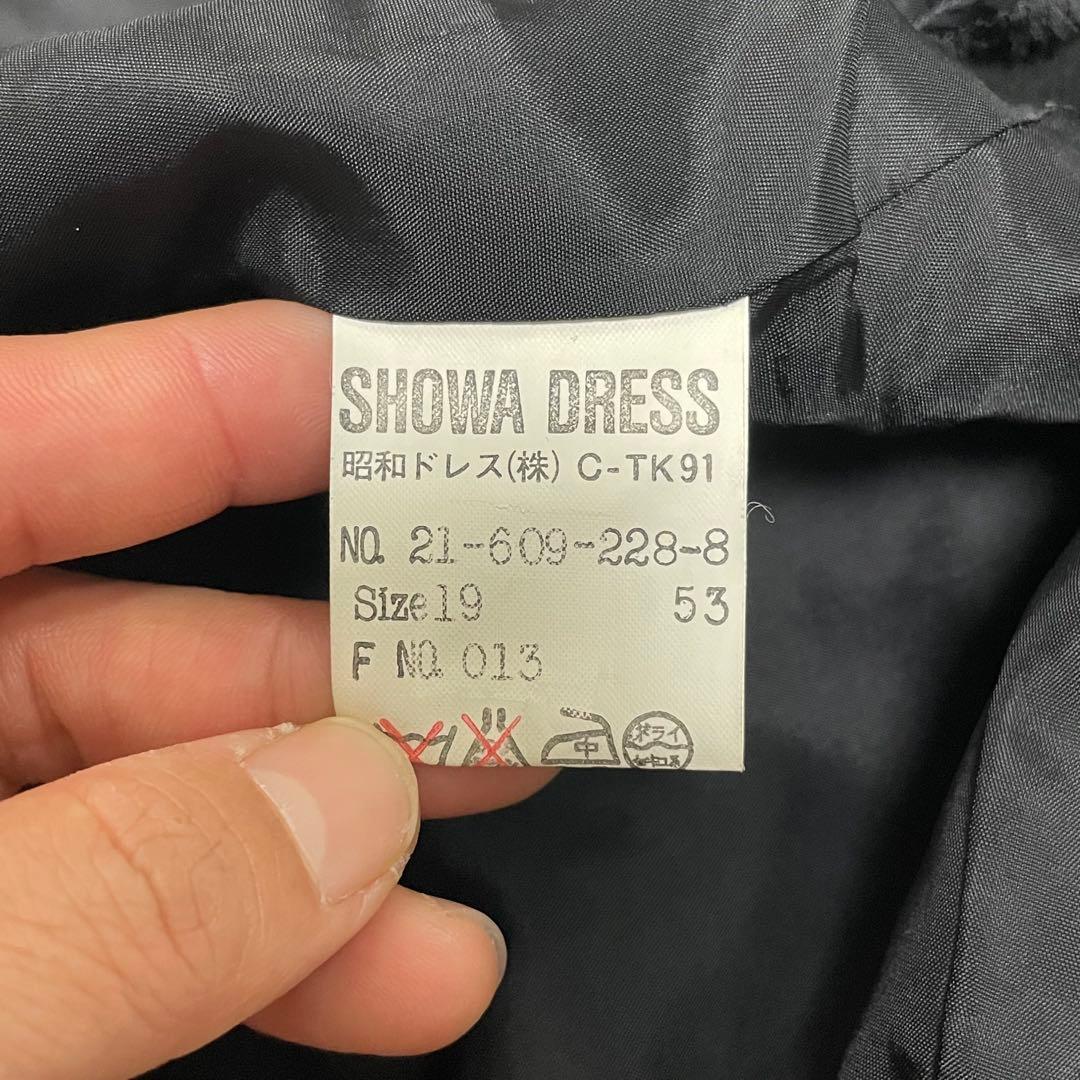 SHOWA DRESS
昭和ドレス(株) C-TK91
NO. 21-609-228-8
Size19 53
F NO. 013
中
ドライ